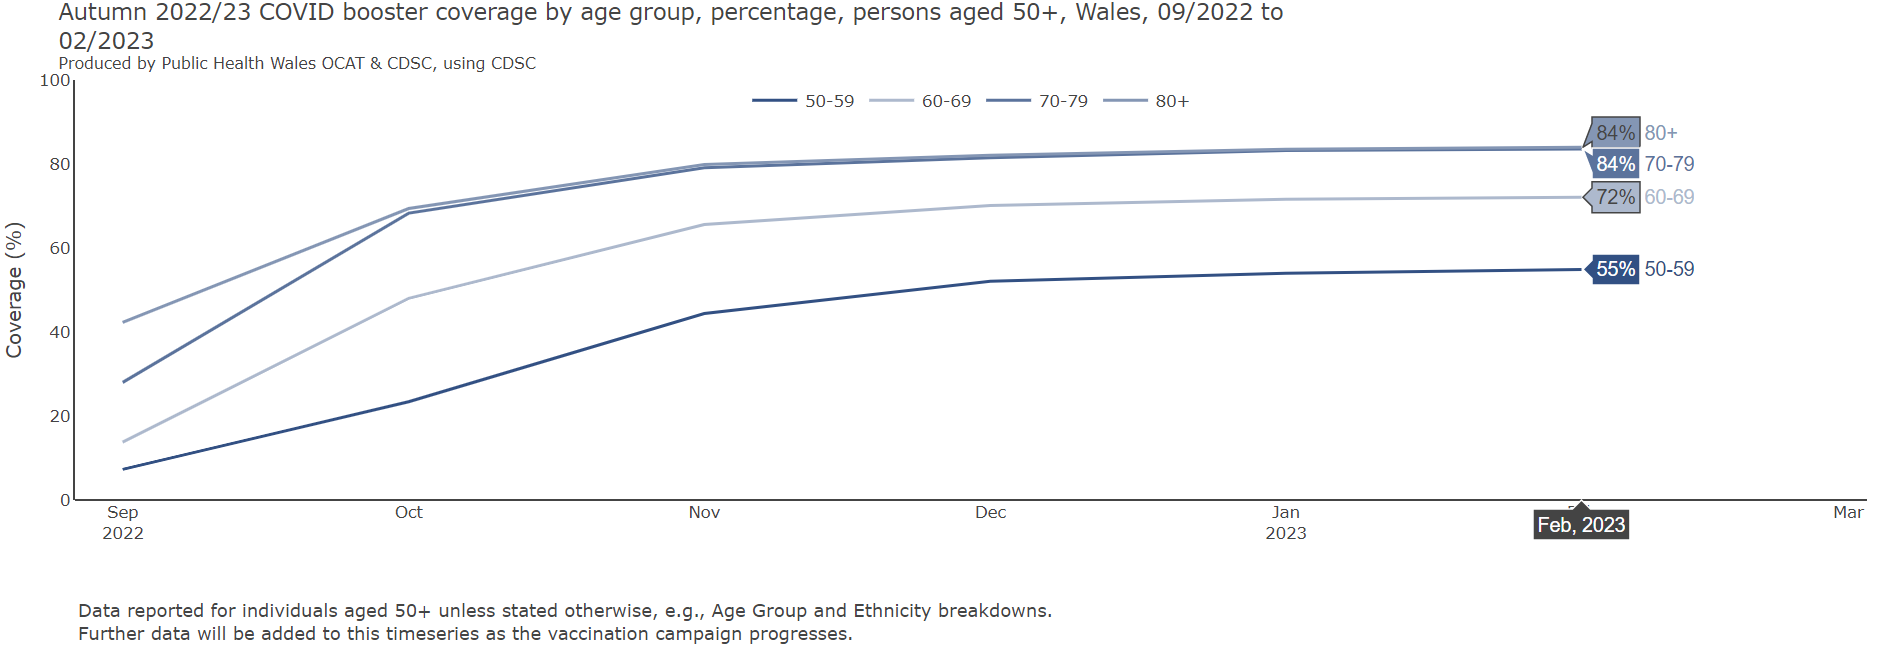 Autumn 2022/23 COVID booster coverage by age group, percentage, persons aged 50+, Wales, 09/2022 to
02/2023
Produced by Public Health Wales OCAT & CDSC, using CDSC
100
50-59 60-69 70-79 80+
84% 80+
80
84% 70-79
72% 60-69
60
55% 50-59
Coverage (%)
40
20
0
Sep Oct Nov Dec Jan Mar
2022 2023 Feb, 2023
Data reported for individuals aged 50+ unless stated otherwise, e.g., Age Group and Ethnicity breakdowns.
Further data will be added to this timeseries as the vaccination campaign progresses.